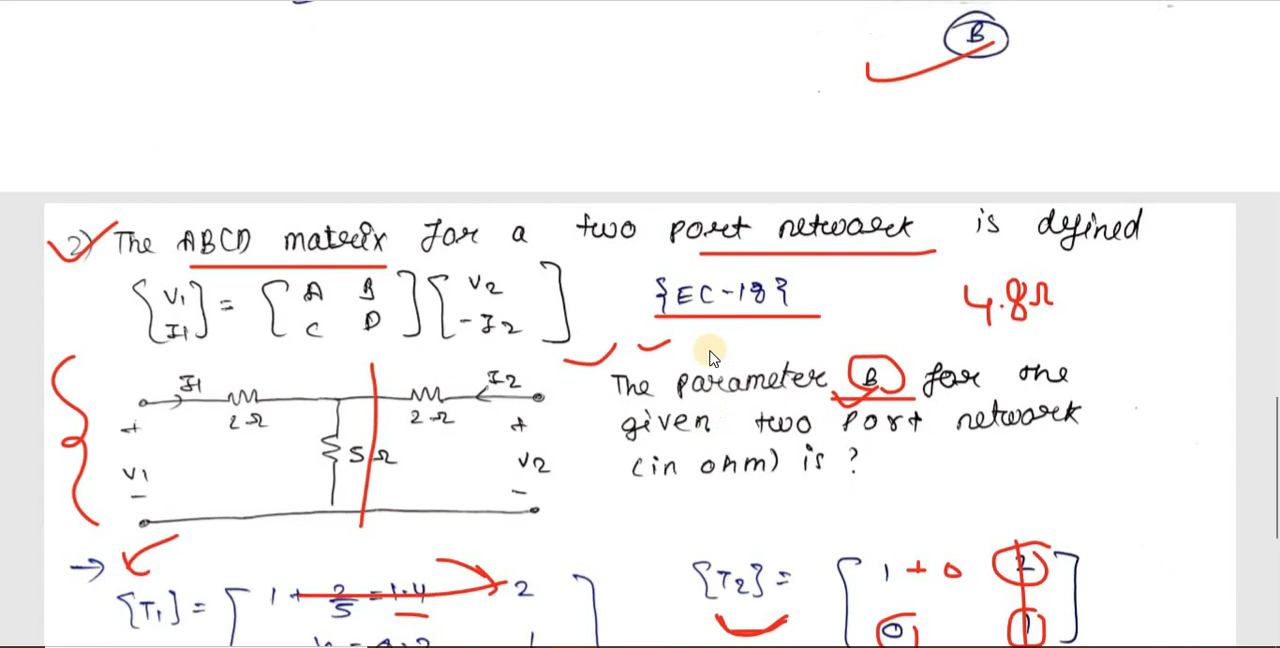 B
2) The ABCD matrix for a two port network is defined
[V1 I1] = [A B C D] [V2 -I2] {EC-18} 4.8Ω
I1 2Ω 2Ω I2
The parameter B for the
+ 5Ω + given two port network
V1 V2 (in ohm) is ?
- -
→ [T1] = [1 + 2/5 = 1.4 2
1
[T2] = [1 + 0 2
0 1]